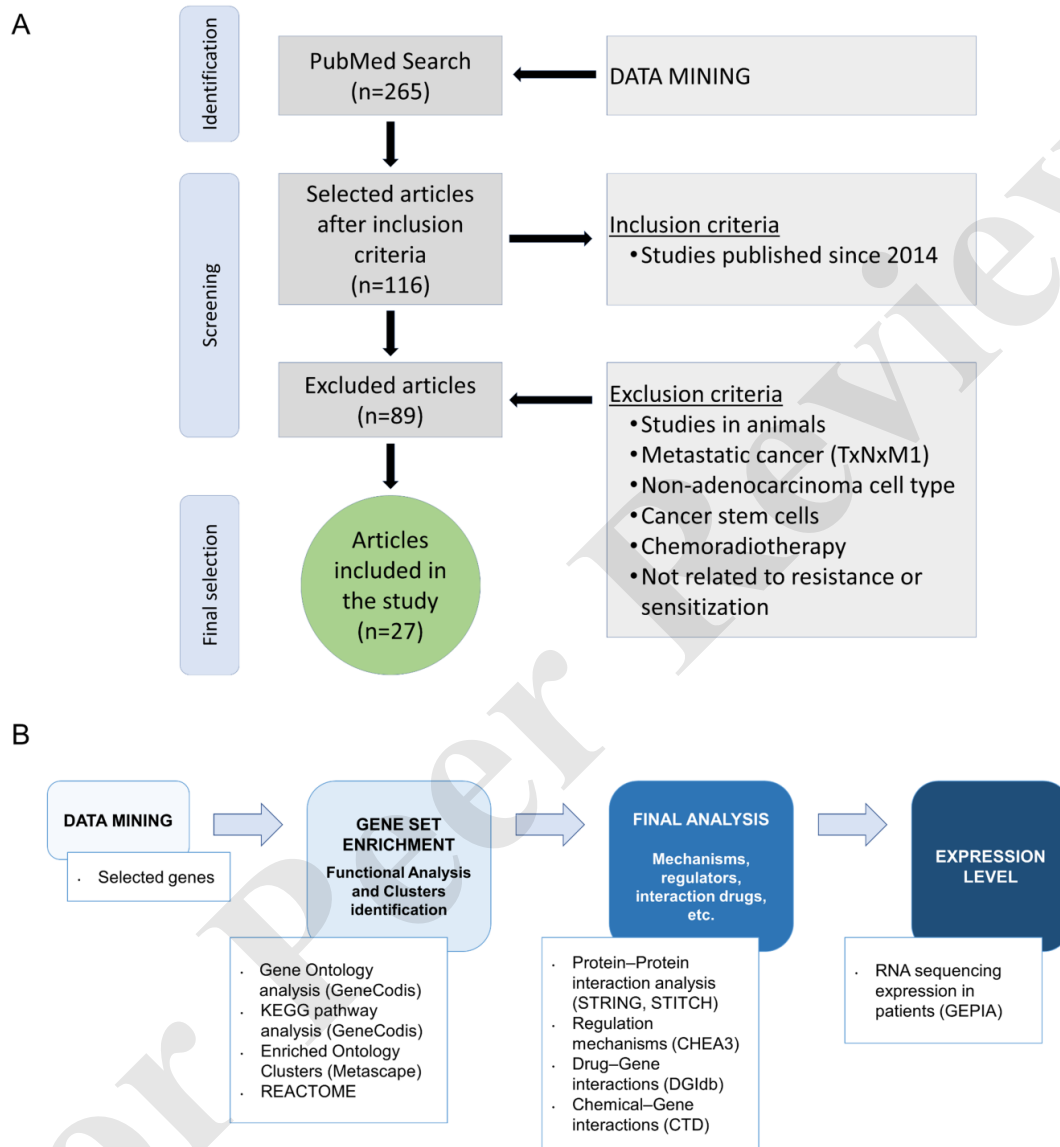 A
Identification
PubMed Search
(n=265)
DATA MINING
Screening
Selected articles
after inclusion
criteria
(n=116)
Inclusion criteria
•Studies published since 2014
Excluded articles
(n=89)
Exclusion criteria
•Studies in animals
•Metastatic cancer (TxNxM1)
•Non-adenocarcinoma cell type
•Cancer stem cells
•Chemoradiotherapy
•Not related to resistance or
sensitization
Final selection
Articles
included in
the study
(n=27)
B
DATA MINING
· Selected genes
GENE SET
ENRICHMENT
Functional Analysis
and Clusters
identification
· Gene Ontology
analysis (GeneCodis)
· KEGG pathway
analysis (GeneCodis)
· Enriched Ontology
Clusters (Metascape)
· REACTOME
FINAL ANALYSIS
Mechanisms,
regulators,
interaction drugs,
etc.
· Protein–Protein
interaction analysis
(STRING, STITCH)
· Regulation
mechanisms (CHEA3)
· Drug–Gene
interactions (DGIdb)
· Chemical–Gene
interactions (CTD)
EXPRESSION
LEVEL
· RNA sequencing
expression in
patients (GEPIA)
or Peer Review